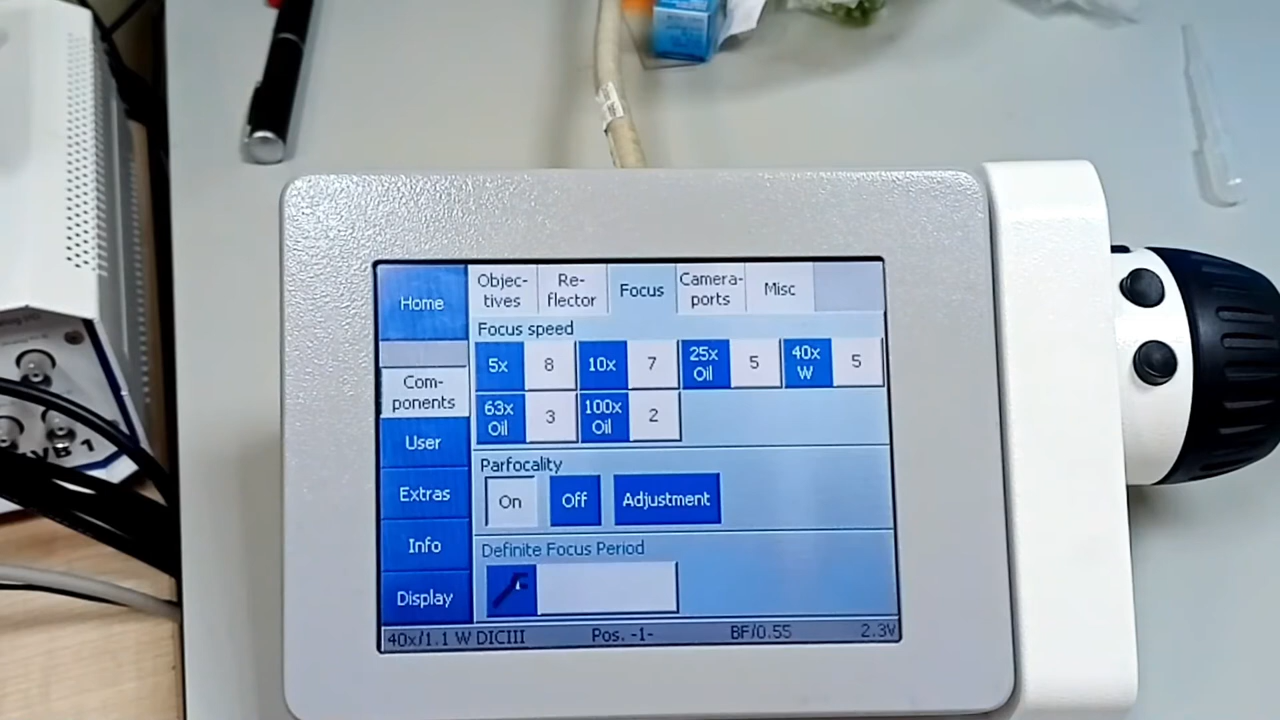 Home
Objec-
tives
Re-
flector
Focus
Camera-
ports
Misc
Focus speed
5x 8 10x 7 25x Oil 5 40x W 5
63x Oil 3 100x Oil 2
Com-
ponents
User
Extras
Info
Display
Parfocality
On Off Adjustment
Definite Focus Period
40x/1.1 W DICIII Pos. -1- BF/0.55 2.3V